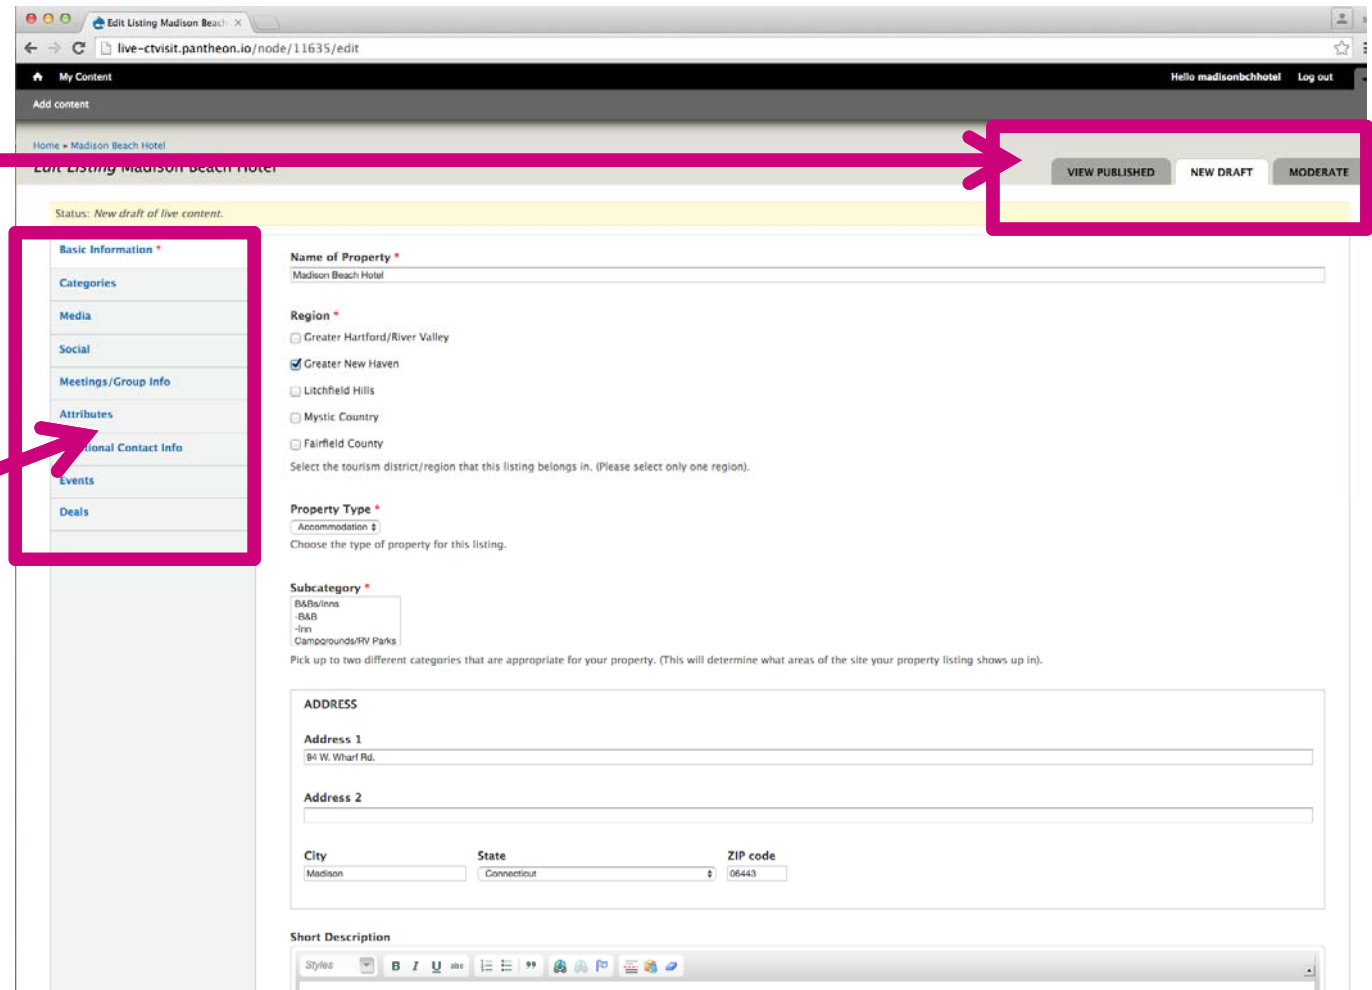 Edit Listing Madison Beach
live-ctvisit.pantheon.io/node/11635/edit
My Content
Hello madisonbchhotel Log out
Add content
Home » Madison Beach Hotel
Edit Listing Madison Beach Hotel
VIEW PUBLISHED
NEW DRAFT
MODERATE
Status: New draft of live content.
Basic Information *
Categories
Media
Social
Meetings/Group Info
Attributes
tional Contact Info
Events
Deals
Name of Property *
Madison Beach Hotel
Region *
Greater Hartford/River Valley
Greater New Haven
Litchfield Hills
Mystic Country
Fairfield County
Select the tourism district/region that this listing belongs in. (Please select only one region).
Property Type *
Accommodation
Choose the type of property for this listing.
Subcategory *
B&Bs/Inns
-B&B
-Inn
Campgrounds/RV Parks
Pick up to two different categories that are appropriate for your property. (This will determine what areas of the site your property listing shows up in).
ADDRESS
Address 1
94 W. Wharf Rd.
Address 2
City State ZIP code
Madison Connecticut 06443
Short Description
Styles B I U abc